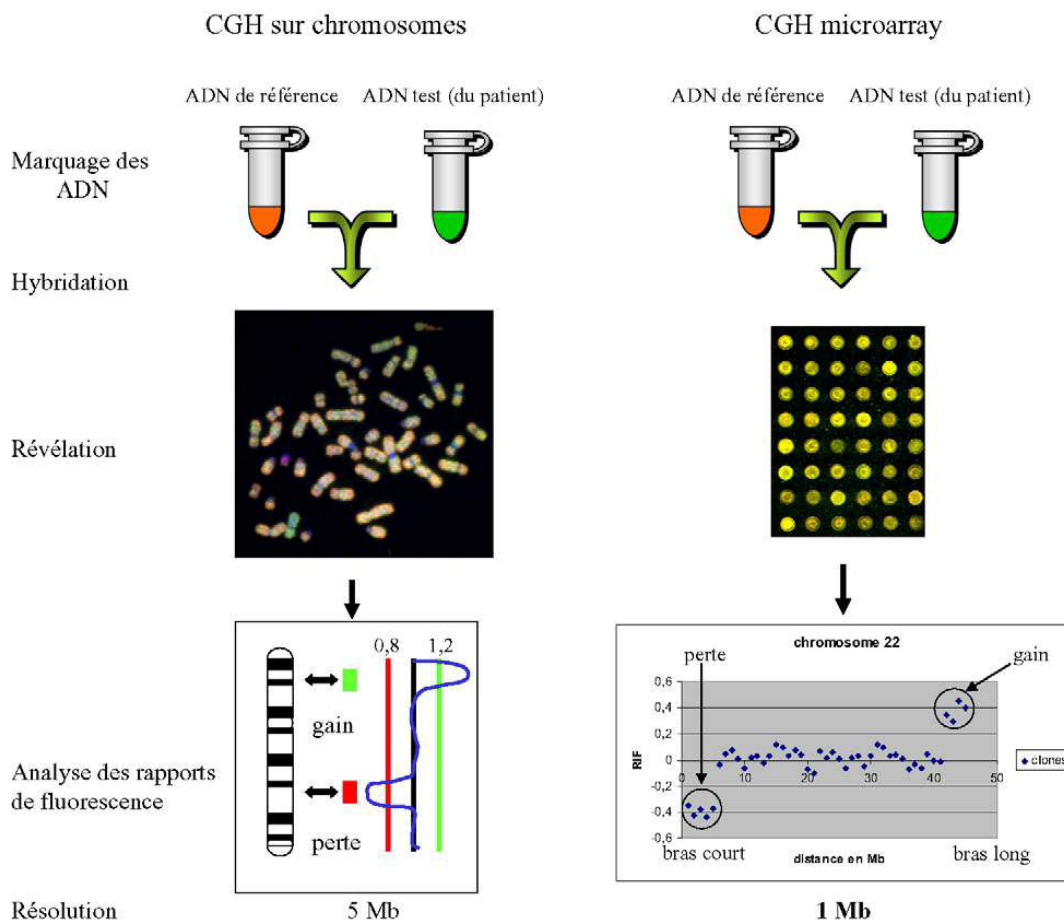 CGH sur chromosomes
CGH microarray
ADN de référence
ADN test (du patient)
ADN de référence
ADN test (du patient)
Marquage des
ADN
Hybridation
Révélation
Analyse des rapports
de fluorescence
0,8
1,2
gain
perte
chromosome 22
perte
gain
0,6
0,4
0,2
0
-0,2
-0,4
-0,6
RIF
0
10
20
30
40
50
clones
bras court
distance en Mb
bras long
Résolution
5 Mb
1 Mb